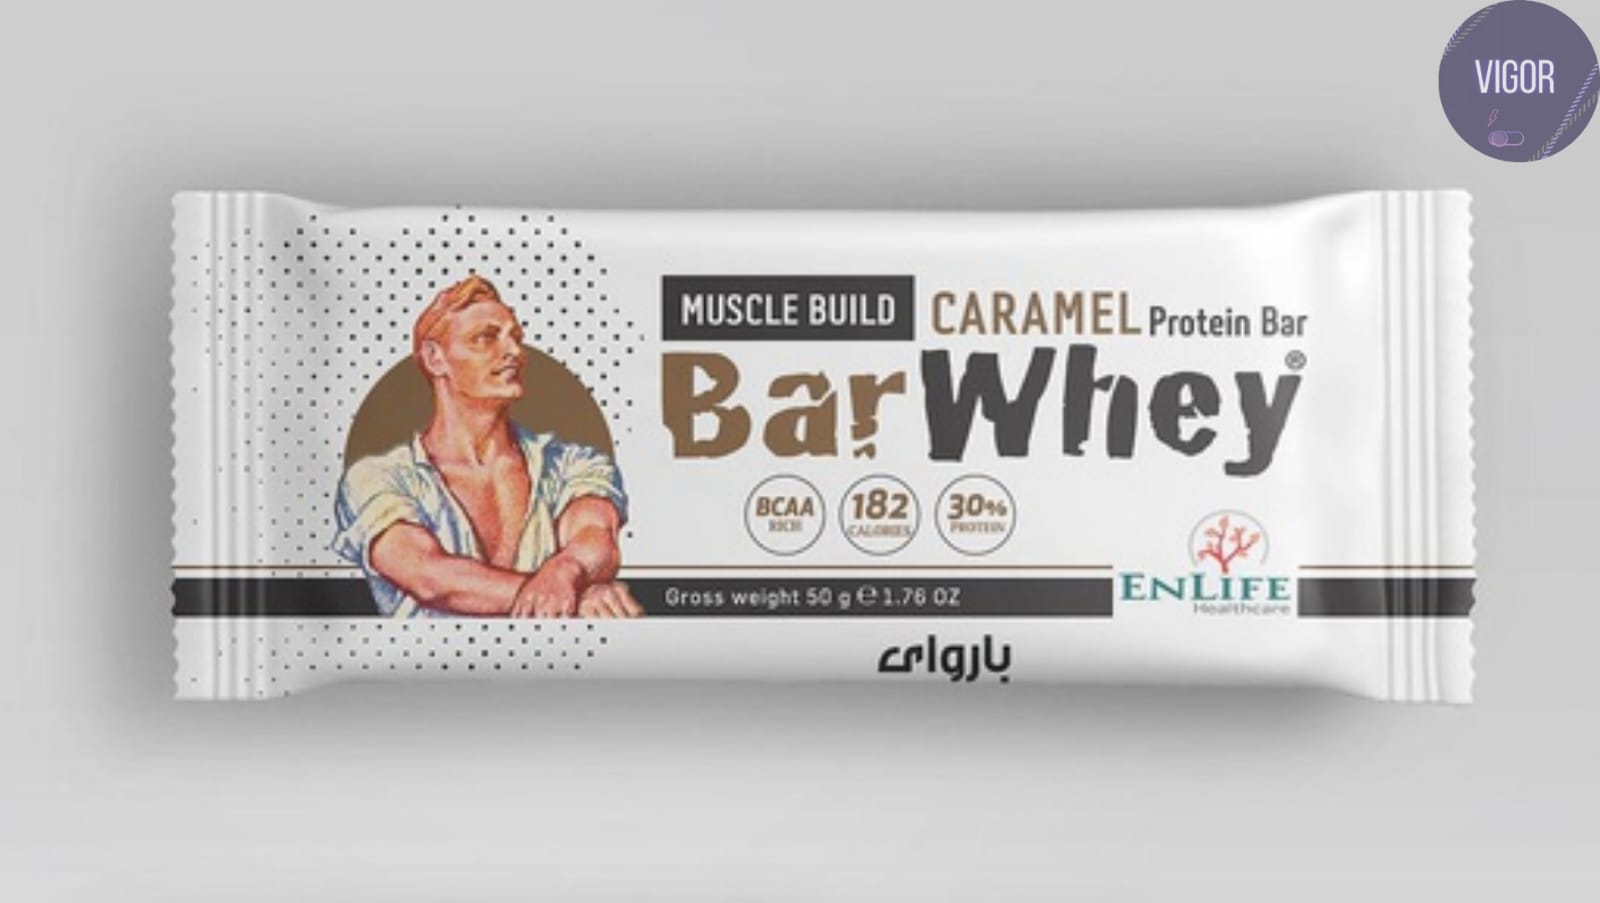 VIGOR
MUSCLE BUILD CARAMEL Protein Bar
BarWhey®
BCAA RICH
182 CALORIES
30% PROTEIN
Gross weight 50 g ℮ 1.76 OZ
ENLIFE
Healthcare
باروای